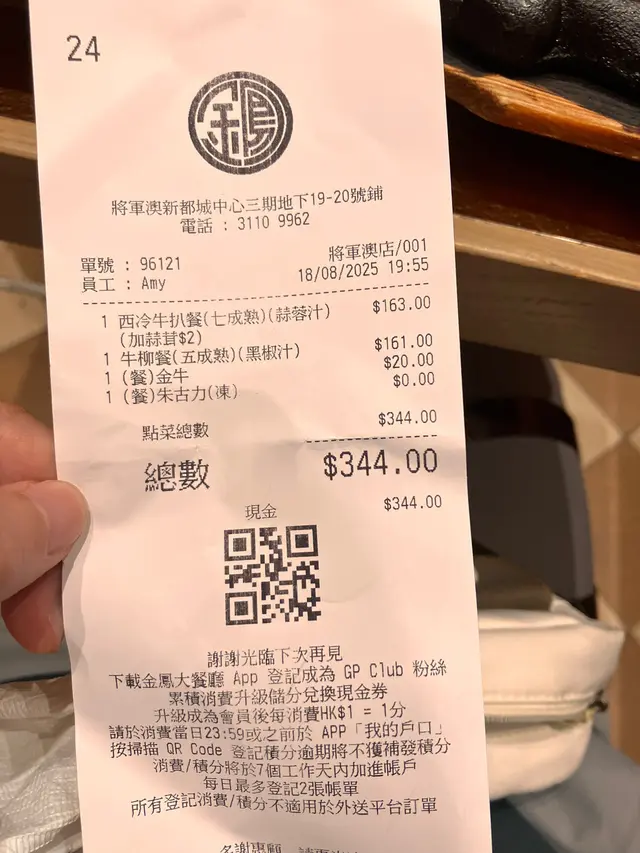 24
將軍澳新都城中心三期地下19-20號鋪
電話 : 3110 9962
將軍澳店/001
單號 : 96121
18/08/2025 19:55
員工 : Amy
1 西冷牛扒餐(七成熟)(蒜蓉汁) $163.00
(加蒜茸$2)
1 牛柳餐(五成熟)(黑椒汁) $161.00
1 (餐)金牛 $20.00
1 (餐)朱古力(凍) $0.00
點菜總數 $344.00
總數 $344.00
現金 $344.00
謝謝光臨下次再見
下載金鳳大餐廳 App 登記成為 GP Club 粉絲
累積消費升級儲分兌換現金券
升級成為會員後每消費HK$1 = 1分
請於消費當日23:59或之前於 APP「我的戶口」
按掃描 QR Code 登記積分逾期將不獲補發積分
消費/積分將於7個工作天內加進帳戶
每日最多登記2張帳單
所有登記消費/積分不適用於外送平台訂單